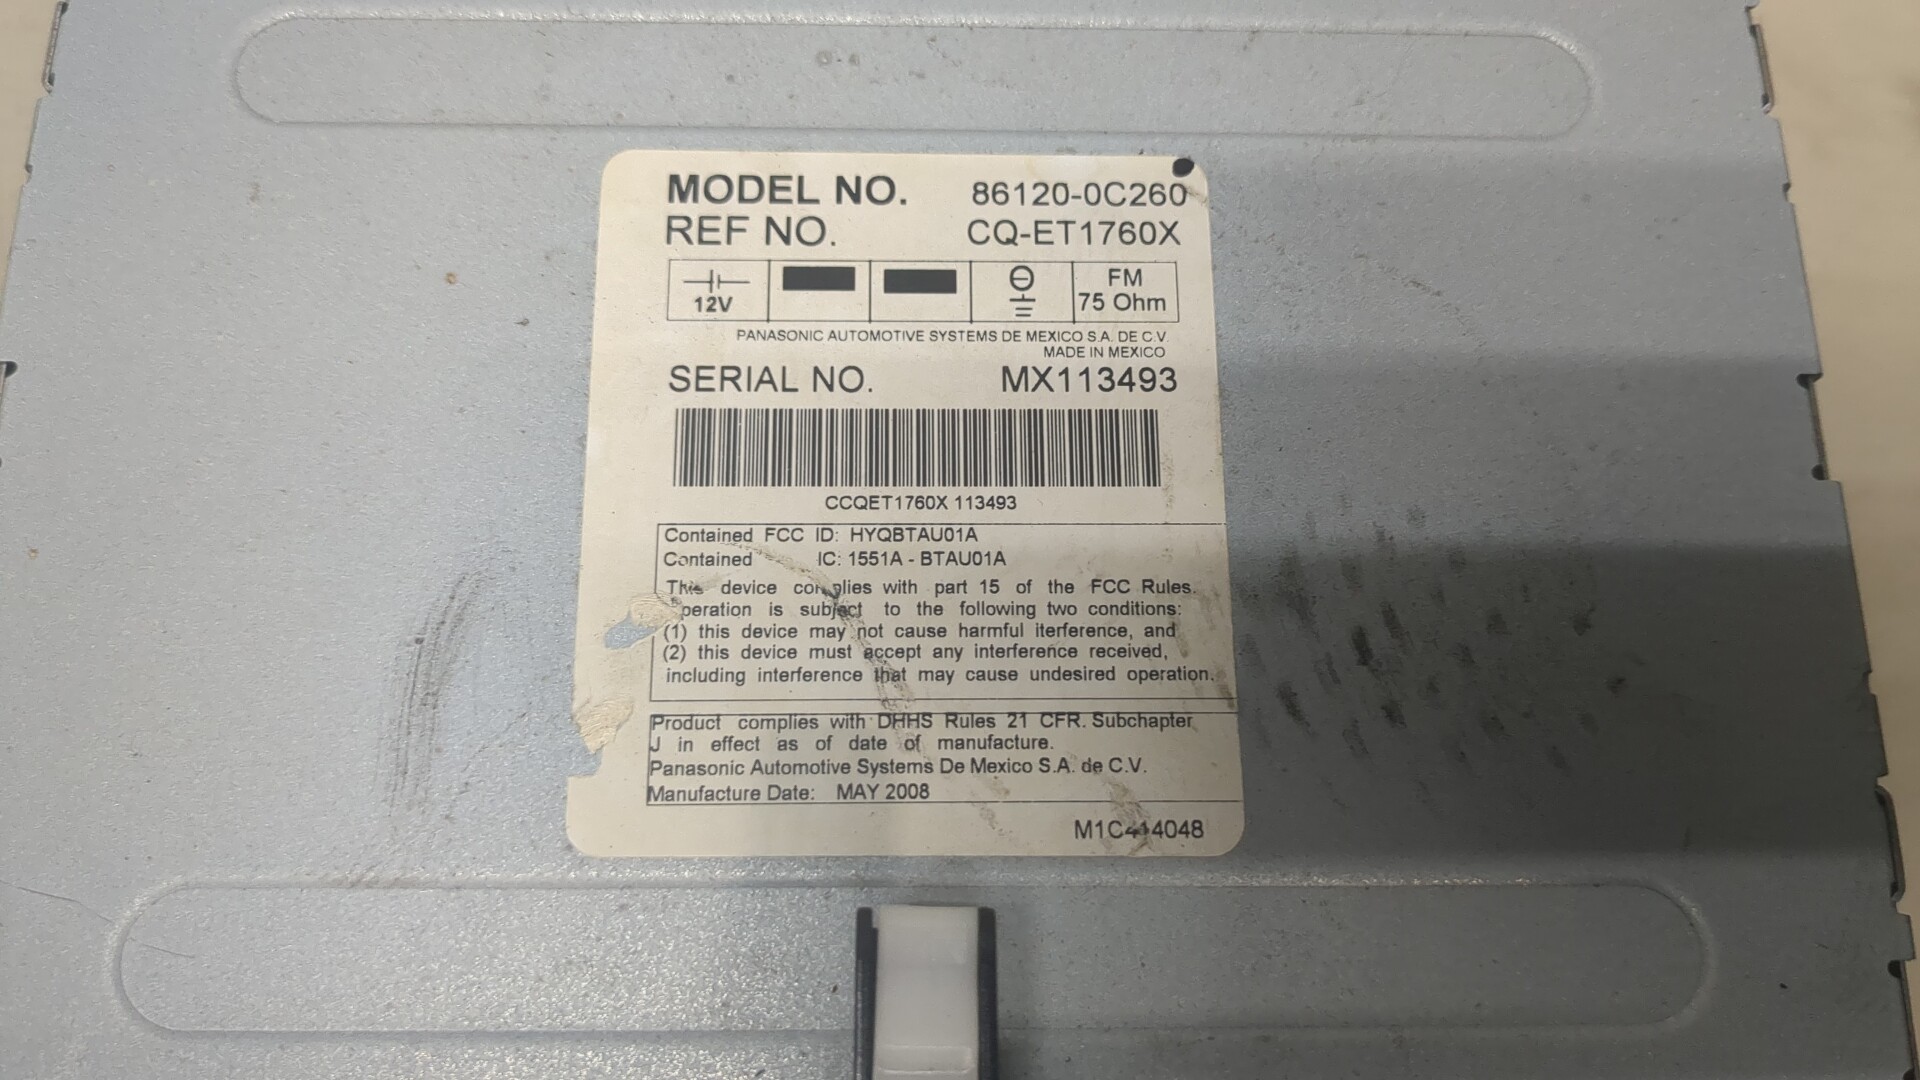 MODEL NO. 86120-0C260
REF NO. CQ-ET1760X
12V
FM
75 Ohm
PANASONIC AUTOMOTIVE SYSTEMS DE MEXICO S.A. DE C.V.
MADE IN MEXICO
SERIAL NO. MX113493
CCQET1760X 113493
Contained FCC ID: HYQBTAU01A
Contained IC: 1551A - BTAU01A
This device complies with part 15 of the FCC Rules.
peration is subject to the following two conditions:
(1) this device may not cause harmful iterference, and
(2) this device must accept any interference received,
including interference that may cause undesired operation.
Product complies with DHHS Rules 21 CFR. Subchapter
J in effect as of date of manufacture.
Panasonic Automotive Systems De Mexico S.A. de C.V.
Manufacture Date: MAY 2008
M1C414048